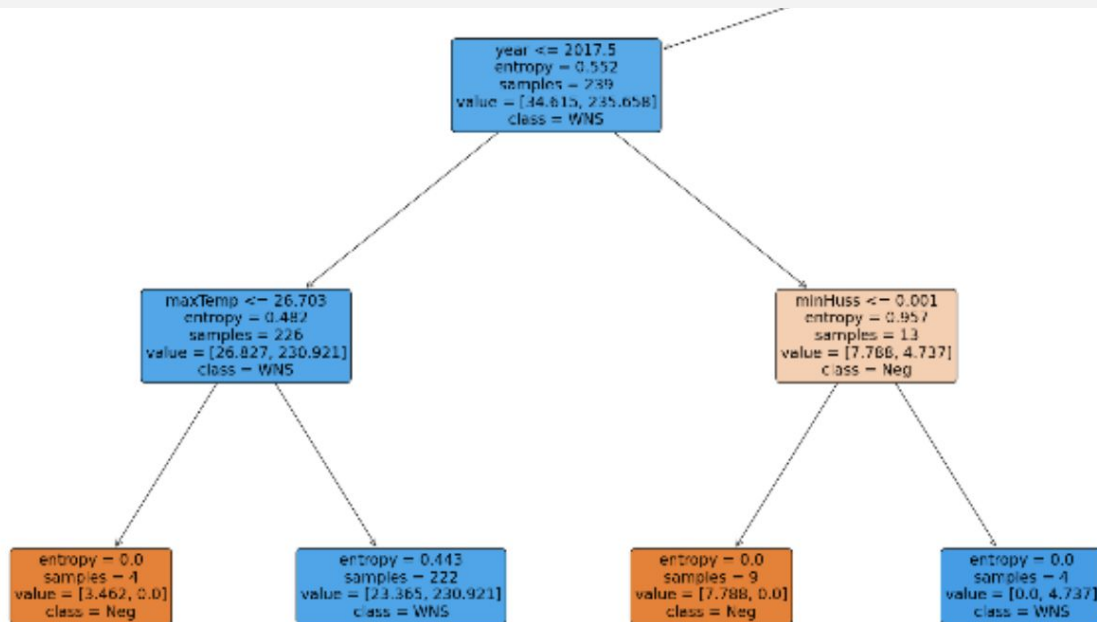 year <= 2017.5
entropy = 0.552
samples = 239
value = [34.615, 235.658]
class = WNS
maxTemp <= 26.703
entropy = 0.482
samples = 226
value = [26.827, 230.921]
class = WNS
minHuss <= 0.001
entropy = 0.957
samples = 13
value = [7.788, 4.737]
class = Neg
entropy = 0.0
samples = 4
value = [3.462, 0.0]
class = Neg
entropy = 0.443
samples = 222
value = [23.365, 230.921]
class = WNS
entropy = 0.0
samples = 9
value = [7.788, 0.0]
class = Neg
entropy = 0.0
samples = 4
value = [0.0, 4.737]
class = WNS